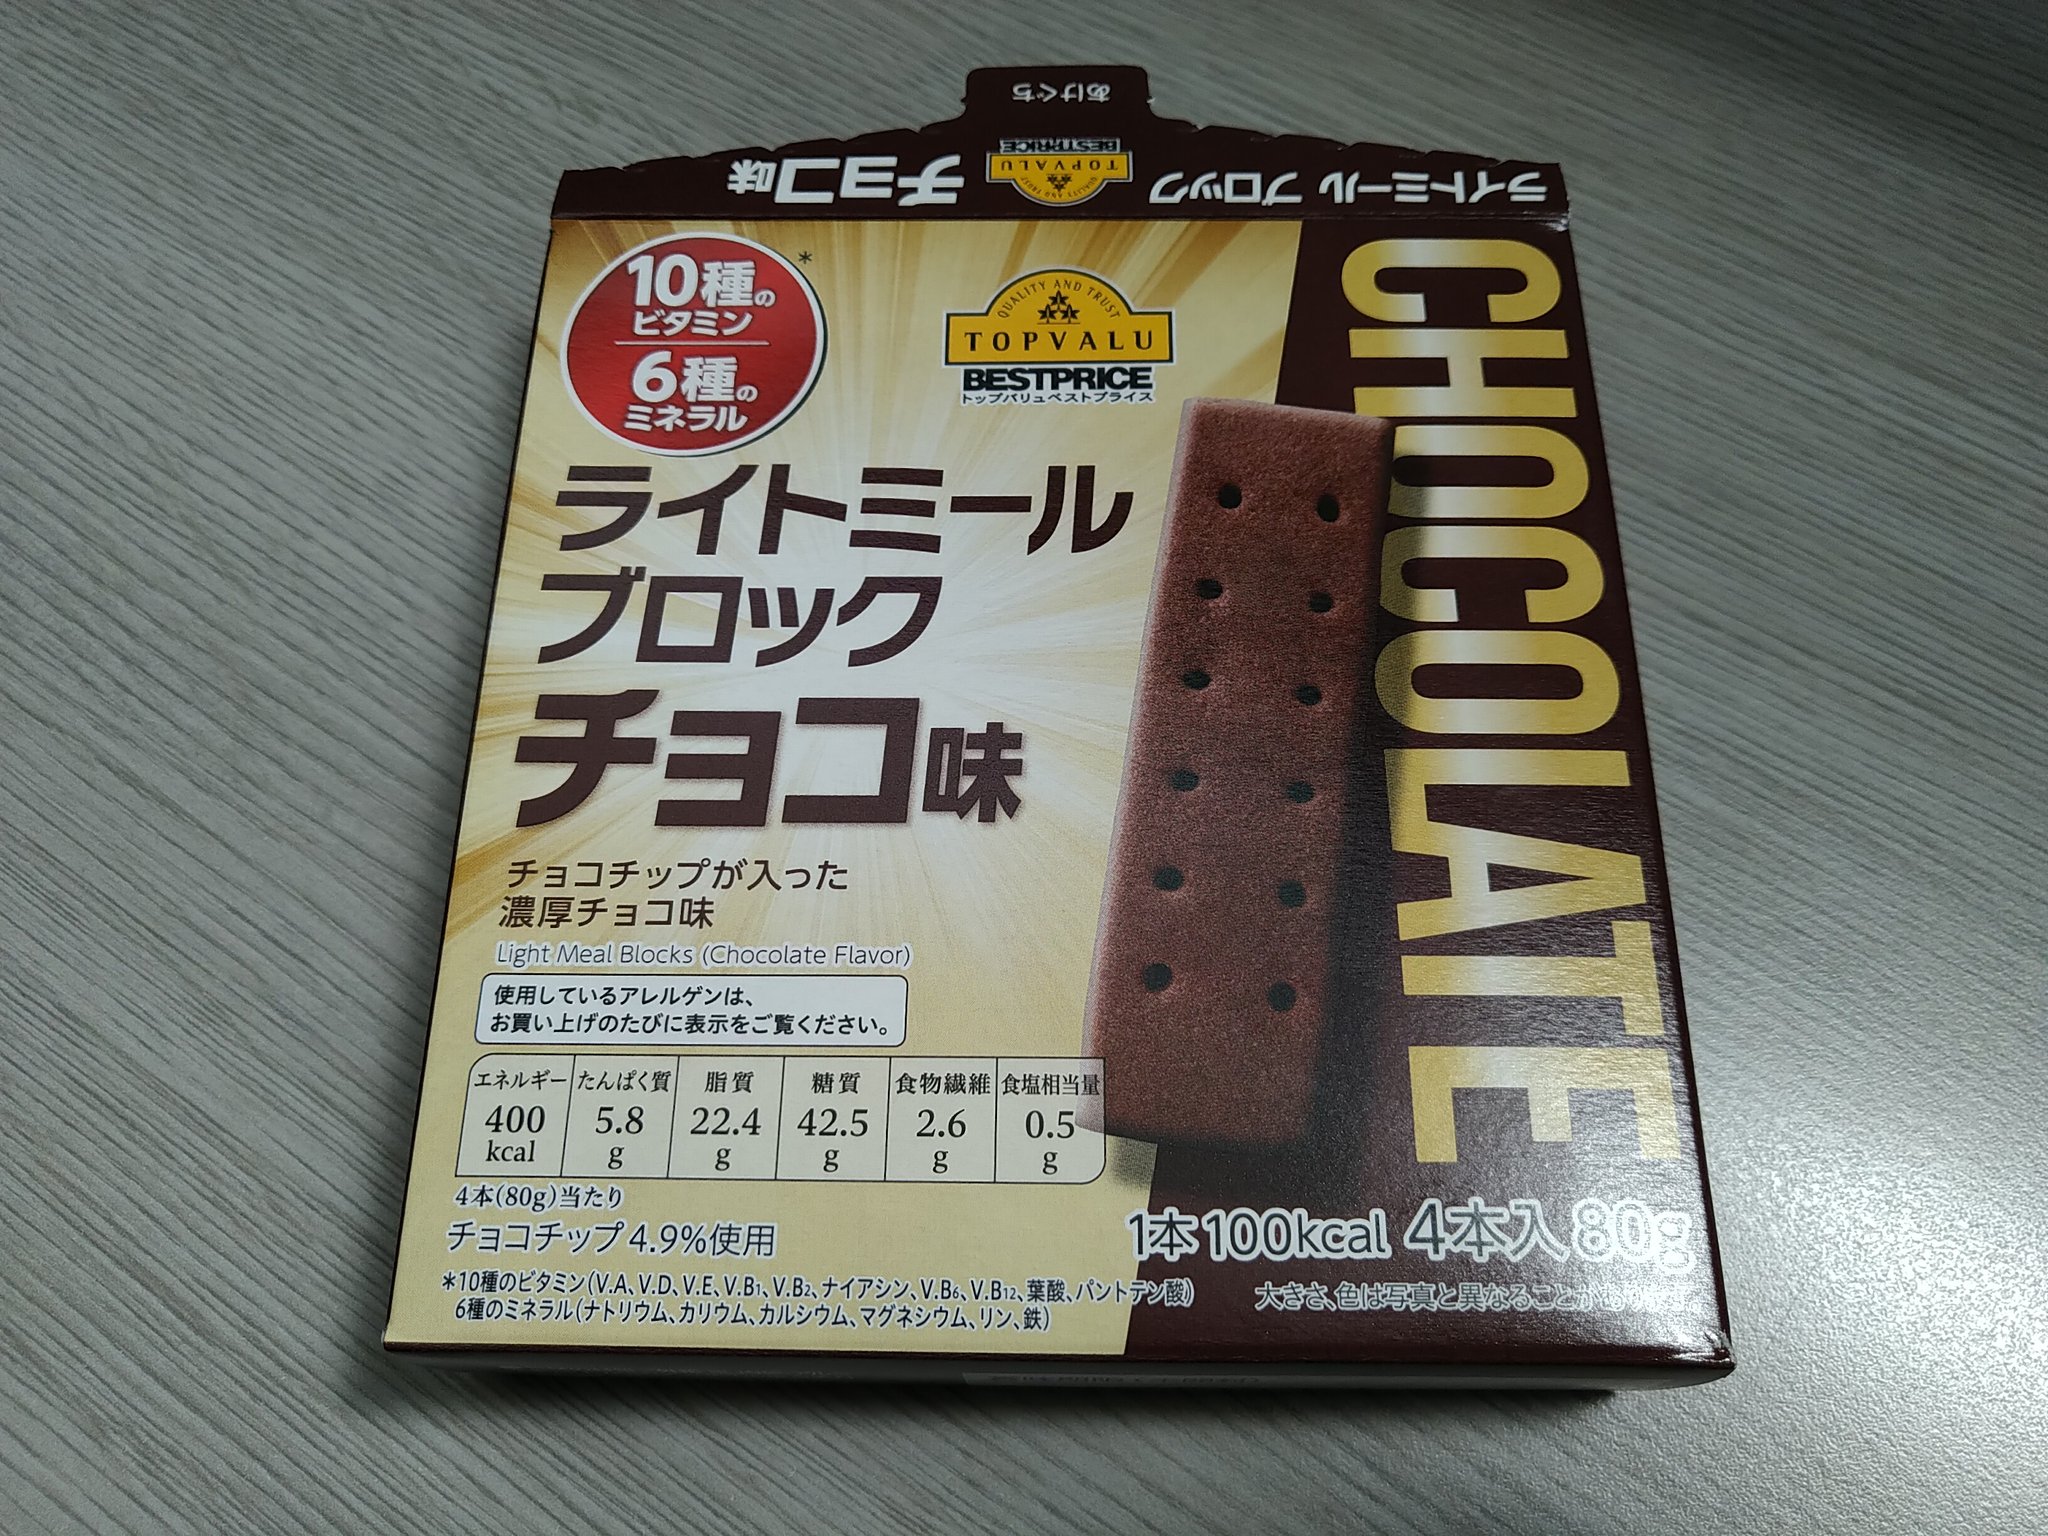 あけぐち
ライトミール ブロック TOPVALU BESTPRICE チョコ味
QUALITY AND TRUST
10種の
ビタミン
6種の
ミネラル
*
QUALITY AND TRUST
TOPVALU
BESTPRICE
トップバリュベストプライス
CHOCOLATE
ライトミール
ブロック
チョコ味
チョコチップが入った
濃厚チョコ味
Light Meal Blocks (Chocolate Flavor)
使用しているアレルゲンは、
お買い上げのたびに表示をご覧ください。
エネルギー たんぱく質 脂質 糖質 食物繊維 食塩相当量
400 5.8 22.4 42.5 2.6 0.5
kcal g g g g g
4本(80g)当たり
チョコチップ4.9%使用
1本100kcal 4本入80g
*10種のビタミン(V.A、V.D、V.E、V.B1、V.B2、ナイアシン、V.B6、V.B12、葉酸、パントテン酸)
6種のミネラル(ナトリウム、カリウム、カルシウム、マグネシウム、リン、鉄)
大きさ、色は写真と異なることが